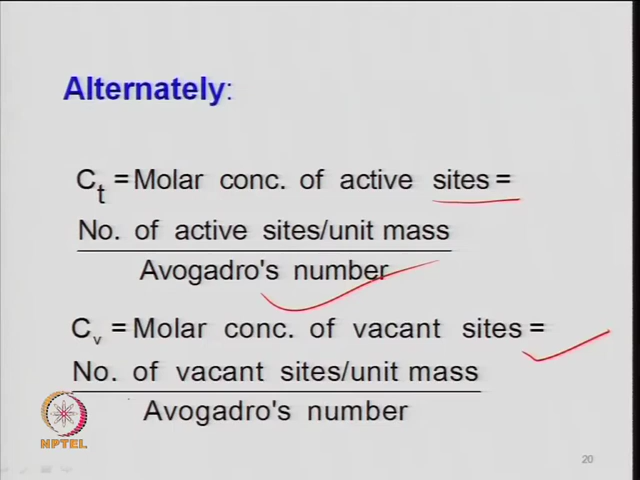 Alternately:
Ct = Molar conc. of active sites =
No. of active sites/unit mass
Avogadro's number
Cv = Molar conc. of vacant sites =
No. of vacant sites/unit mass
Avogadro's number
NPTEL
20